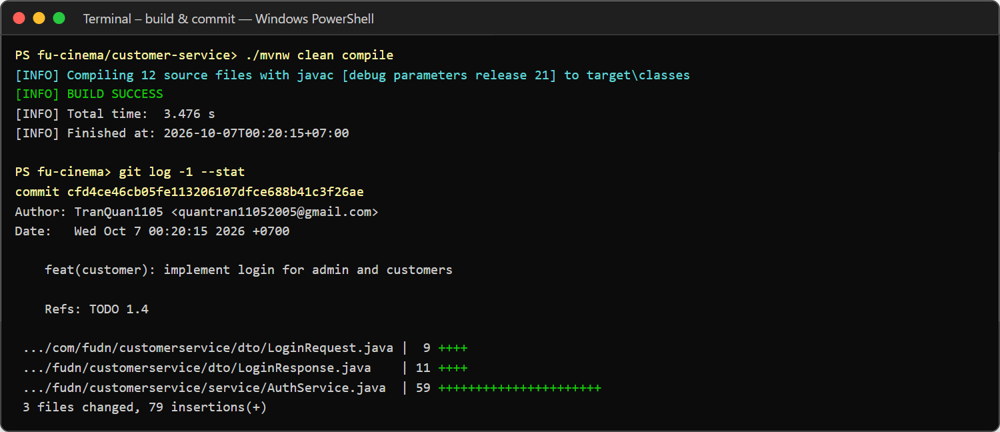 Terminal – build & commit — Windows PowerShell
PS fu-cinema/customer-service> ./mvnw clean compile
[INFO] Compiling 12 source files with javac [debug parameters release 21] to target\classes
[INFO] BUILD SUCCESS
[INFO] Total time:  3.476 s
[INFO] Finished at: 2026-10-07T00:20:15+07:00
PS fu-cinema> git log -1 --stat
commit cfd4ce46cb05fe113206107dfce688b41c3f26ae
Author: TranQuan1105 <quantran11052005@gmail.com>
Date:   Wed Oct 7 00:20:15 2026 +0700
    feat(customer): implement login for admin and customers
    Refs: TODO 1.4
 .../com/fudn/customerservice/dto/LoginRequest.java |  9 ++++
 .../fudn/customerservice/dto/LoginResponse.java    | 11 ++++
 .../fudn/customerservice/service/AuthService.java  | 59 ++++++++++++++++++++++
 3 files changed, 79 insertions(+)